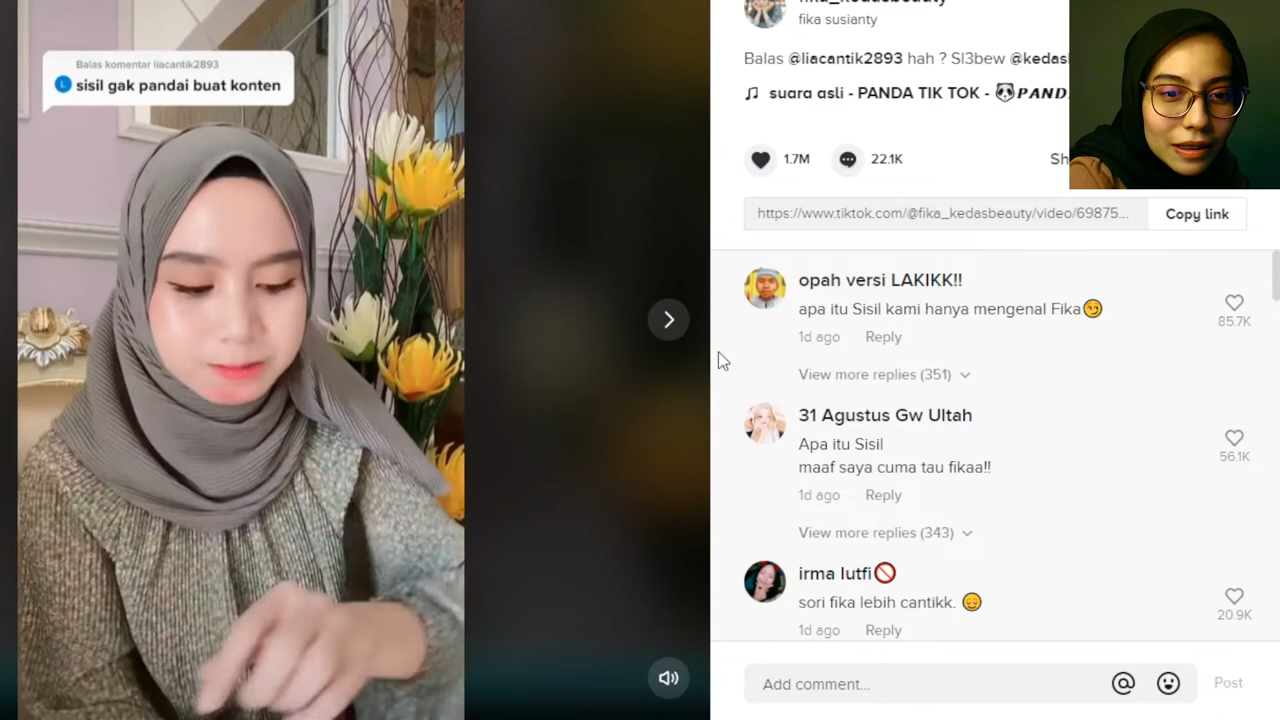 Balas komentar liacantik2893
sisil gak pandai buat konten
fika susianty
Balas @liacantik2893 hah ? Sl3bew @kedas
suara asli - PANDA TIK TOK - 🐼PAND
1.7M
22.1K
Sh
https://www.tiktok.com/@fika_kedasbeauty/video/69875...
Copy link
opah versi LAKIKK!!
apa itu Sisil kami hanya mengenal Fika😏
85.7K
1d ago
Reply
View more replies (351)
31 Agustus Gw Ultah
Apa itu Sisil
maaf saya cuma tau fikaa!!
56.1K
1d ago
Reply
View more replies (343)
irma lutfi🚫
sori fika lebih cantikk. 😌
20.9K
1d ago
Reply
Add comment...
@
Post